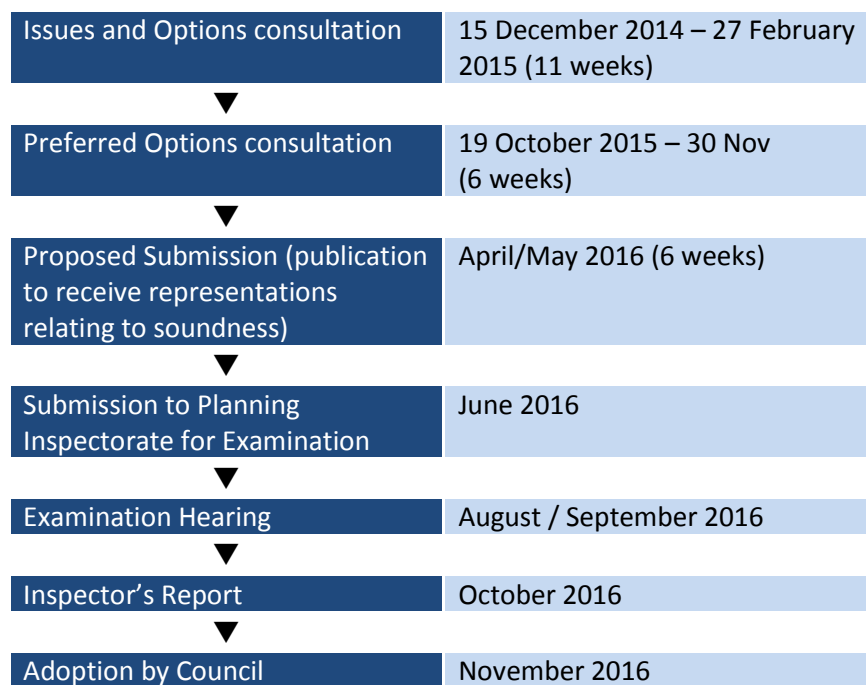 Issues and Options consultation
15 December 2014 – 27 February
2015 (11 weeks)
Preferred Options consultation
19 October 2015 – 30 Nov
(6 weeks)
Proposed Submission (publication
to receive representations
relating to soundness)
April/May 2016 (6 weeks)
Submission to Planning
Inspectorate for Examination
June 2016
Examination Hearing
August / September 2016
Inspector’s Report
October 2016
Adoption by Council
November 2016